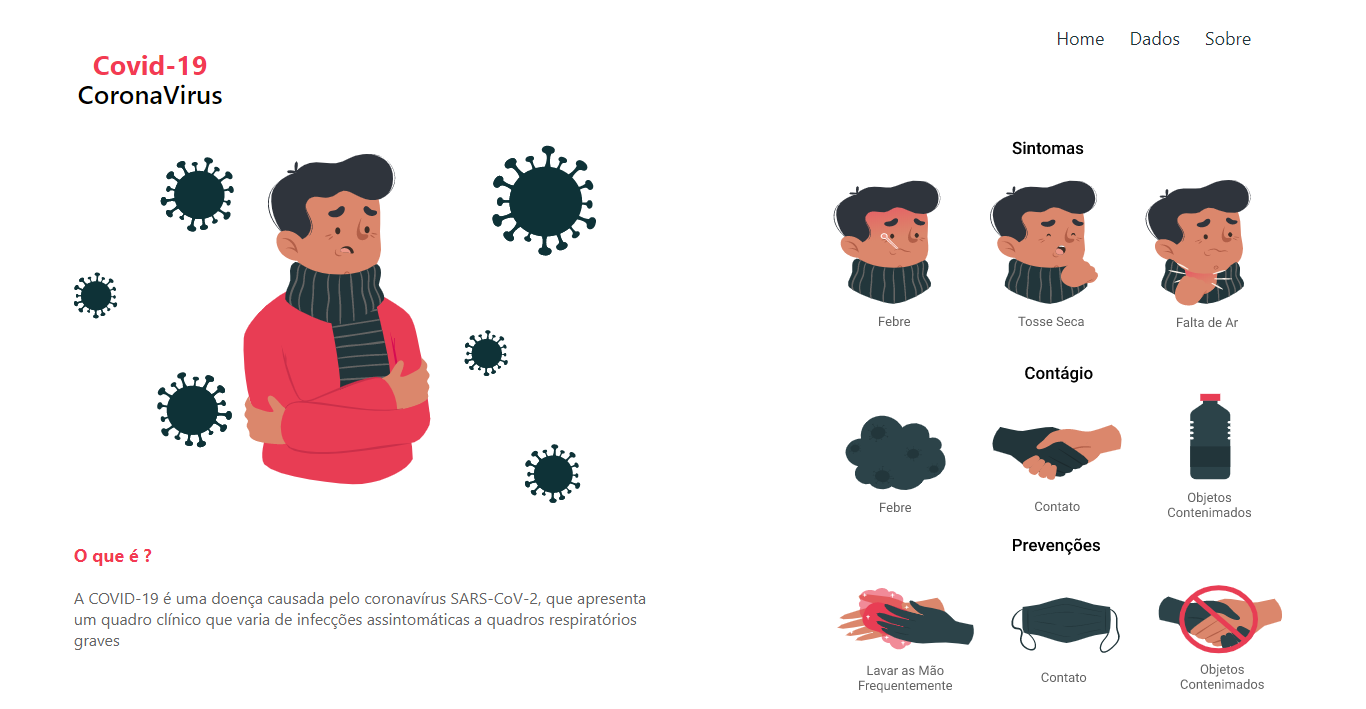 Home Dados Sobre
Covid-19
CoronaVirus
Sintomas
Febre Tosse Seca Falta de Ar
Contágio
Febre Contato Objetos
Contenimados
Prevenções
Lavar as Mão
Frequentemente
Contato
Objetos
Contenimados
O que é ?
A COVID-19 é uma doença causada pelo coronavírus SARS-CoV-2, que apresenta
um quadro clínico que varia de infecções assintomáticas a quadros respiratórios
graves